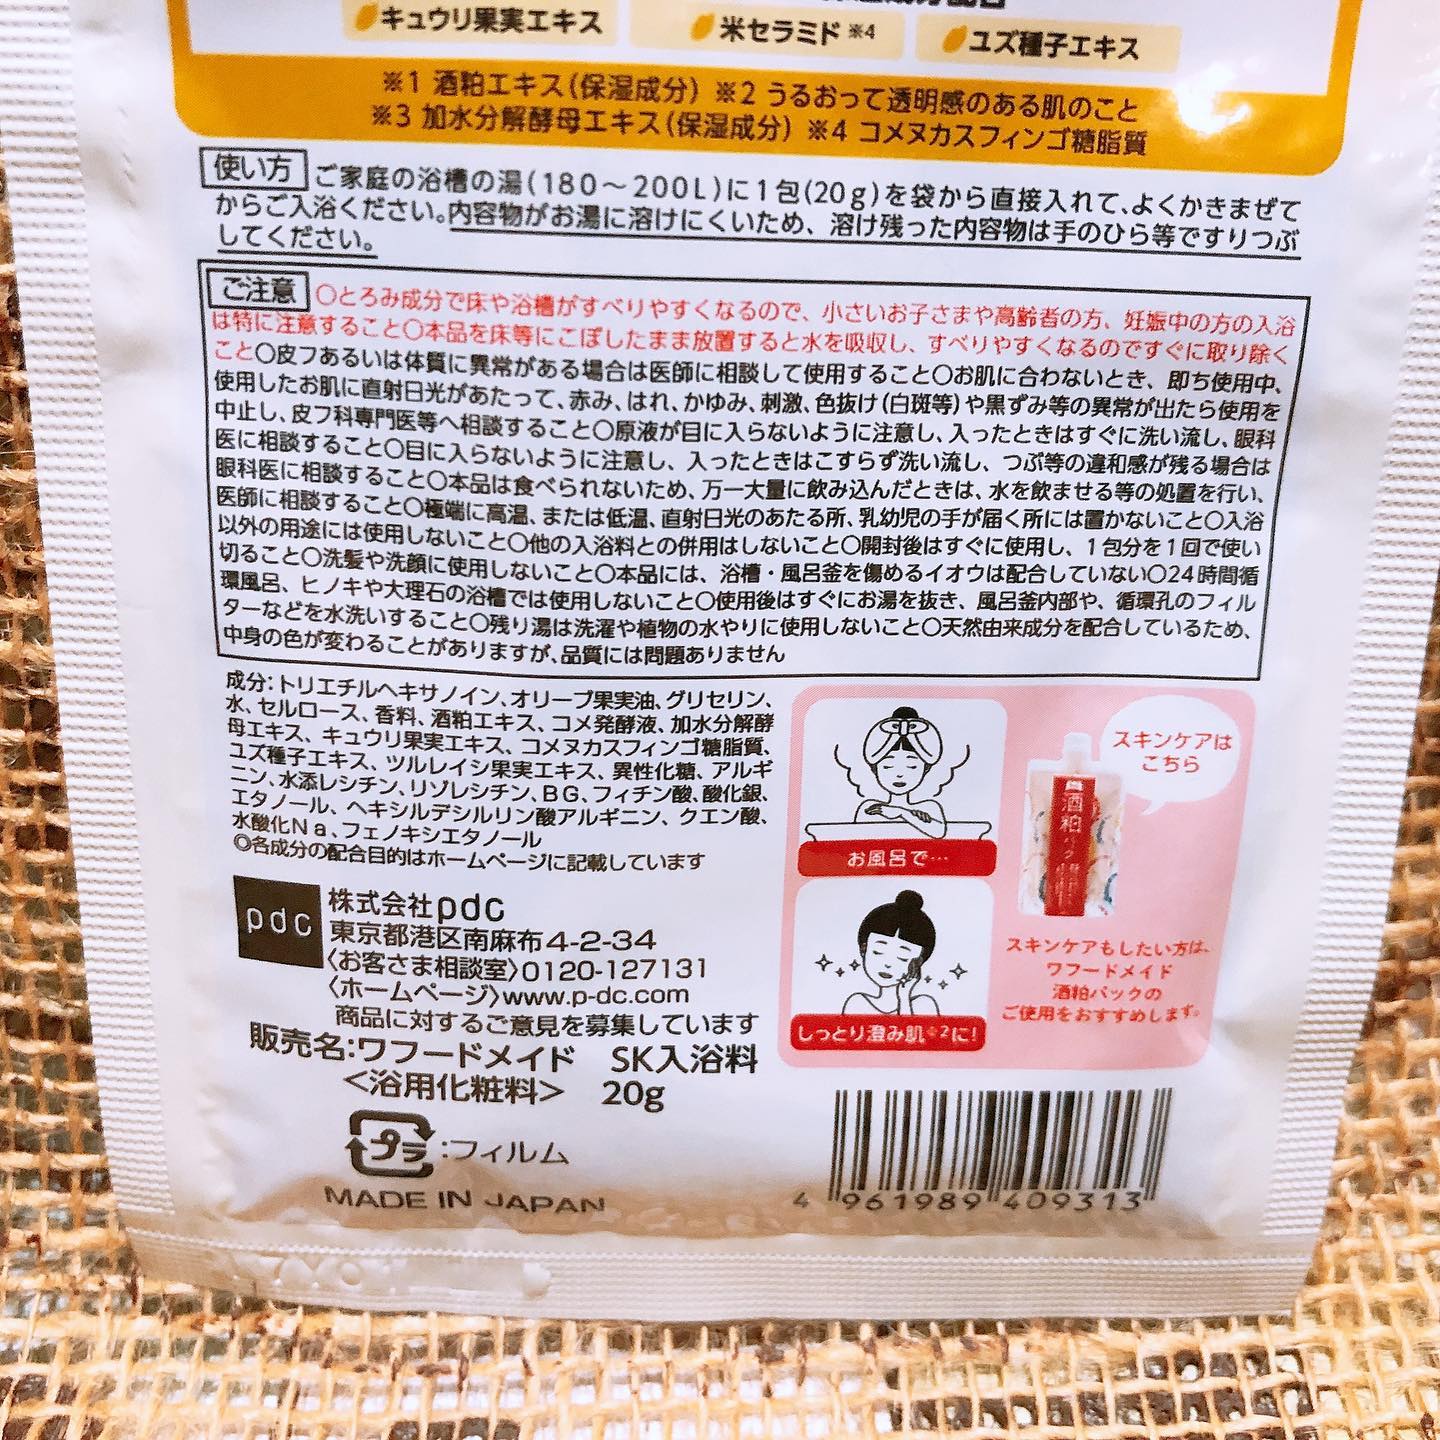 キュウリ果実エキス 米セラミド※4 ユズ種子エキス
※1 酒粕エキス(保湿成分) ※2 うるおって透明感のある肌のこと
※3 加水分解酵母エキス(保湿成分) ※4 コメヌカスフィンゴ糖脂質
使い方 ご家庭の浴槽の湯(180～200L)に1包(20g)を袋から直接入れて、よくかきまぜて
からご入浴ください。内容物がお湯に溶けにくいため、溶け残った内容物は手のひら等ですりつぶ
してください。
ご注意 ○とろみ成分で床や浴槽がすべりやすくなるので、小さいお子さまや高齢者の方、妊娠中の方の入浴
は特に注意すること○本品を床等にこぼしたまま放置すると水を吸収し、すべりやすくなるのですぐに取り除く
こと○皮フあるいは体質に異常がある場合は医師に相談して使用すること○お肌に合わないとき、即ち使用中、
使用したお肌に直射日光があたって、赤み、はれ、かゆみ、刺激、色抜け(白斑等)や黒ずみ等の異常が出たら使用を
中止し、皮フ科専門医等へ相談すること○原液が目に入らないように注意し、入ったときはすぐに洗い流し、眼科
医に相談すること○目に入らないように注意し、入ったときはこすらず洗い流し、つぶ等の違和感が残る場合は
眼科医に相談すること○本品は食べられないため、万一大量に飲み込んだときは、水を飲ませる等の処置を行い、
医師に相談すること○極端に高温、または低温、直射日光のあたる所、乳幼児の手が届く所には置かないこと○入浴
以外の用途には使用しないこと○他の入浴料との併用はしないこと○開封後はすぐに使用し、1包分を1回で使い
切ること○洗髪や洗顔に使用しないこと○本品には、浴槽・風呂釜を傷めるイオウは配合していない○24時間循
環風呂、ヒノキや大理石の浴槽では使用しないこと○使用後はすぐにお湯を抜き、風呂釜内部や、循環孔のフィル
ターなどを水洗いすること○残り湯は洗濯や植物の水やりに使用しないこと○天然由来成分を配合しているため、
中身の色が変わることがありますが、品質には問題ありません
成分:トリエチルヘキサノイン、オリーブ果実油、グリセリン、
水、セルロース、香料、酒粕エキス、コメ発酵液、加水分解酵
母エキス、キュウリ果実エキス、コメヌカスフィンゴ糖脂質、
ユズ種子エキス、ツルレイシ果実エキス、異性化糖、アルギ
ニン、水添レシチン、リゾレシチン、BG、フィチン酸、酸化銀、
エタノール、ヘキシルデシルリン酸アルギニン、クエン酸、
水酸化Na、フェノキシエタノール
◎各成分の配合目的はホームページに記載しています
pdc
株式会社pdc
東京都港区南麻布4-2-34
〈お客さま相談室〉0120-127131
〈ホームページ〉www.p-dc.com
商品に対するご意見を募集しています
販売名:ワフードメイド SK入浴料
＜浴用化粧料＞ 20g
プラ:フィルム
MADE IN JAPAN
お風呂で…
しっとり澄み肌※2に!
スキンケアは
こちら
酒粕
パック
スキンケアもしたい方は、
ワフードメイド
酒粕パックの
ご使用をおすすめします。
4 961989 409313